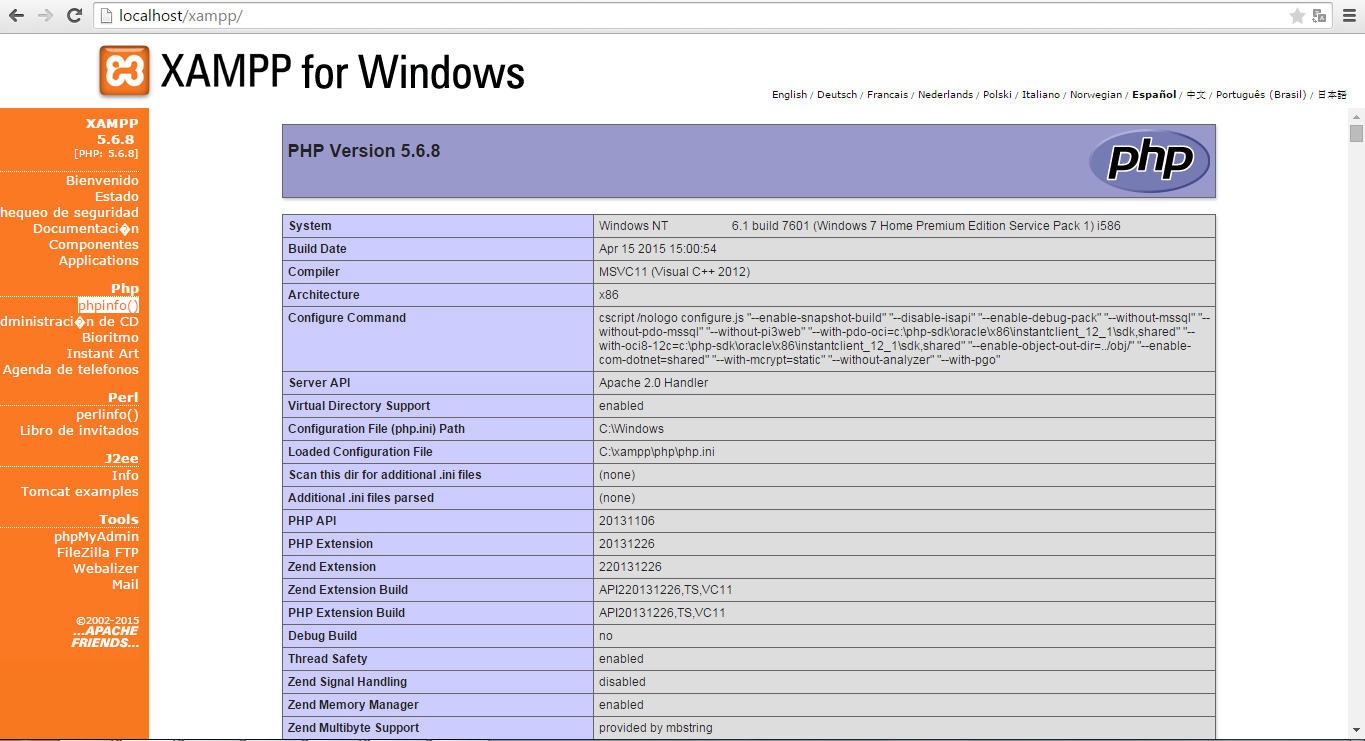 localhost/xampp/
XAMPP for Windows
English / Deutsch / Francais / Nederlands / Polski / Italiano / Norwegian / Español / 中文 / Português (Brasil) / 日本語
XAMPP
5.6.8
[PHP: 5.6.8]
Bienvenido
Estado
hequeo de seguridad
Documentaci�n
Componentes
Applications
Php
phpinfo()
dministraci�n de CD
Bioritmo
Instant Art
Agenda de telefonos
Perl
perlinfo()
Libro de invitados
J2ee
Info
Tomcat examples
Tools
phpMyAdmin
FileZilla FTP
Webalizer
Mail
©2002-2015
...APACHE
FRIENDS...
PHP Version 5.6.8
php
System Windows NT 6.1 build 7601 (Windows 7 Home Premium Edition Service Pack 1) i586
Build Date Apr 15 2015 15:00:54
Compiler MSVC11 (Visual C++ 2012)
Architecture x86
Configure Command cscript /nologo configure.js "--enable-snapshot-build" "--disable-isapi" "--enable-debug-pack" "--without-mssql" "--
without-pdo-mssql" "--without-pi3web" "--with-pdo-oci=c:\php-sdk\oracle\x86\instantclient_12_1\sdk,shared" "--
with-oci8-12c=c:\php-sdk\oracle\x86\instantclient_12_1\sdk,shared" "--enable-object-out-dir=../obj/" "--enable-
com-dotnet=shared" "--with-mcrypt=static" "--without-analyzer" "--with-pgo"
Server API Apache 2.0 Handler
Virtual Directory Support enabled
Configuration File (php.ini) Path C:\Windows
Loaded Configuration File C:\xampp\php\php.ini
Scan this dir for additional .ini files (none)
Additional .ini files parsed (none)
PHP API 20131106
PHP Extension 20131226
Zend Extension 220131226
Zend Extension Build API220131226,TS,VC11
PHP Extension Build API20131226,TS,VC11
Debug Build no
Thread Safety enabled
Zend Signal Handling disabled
Zend Memory Manager enabled
Zend Multibyte Support provided by mbstring